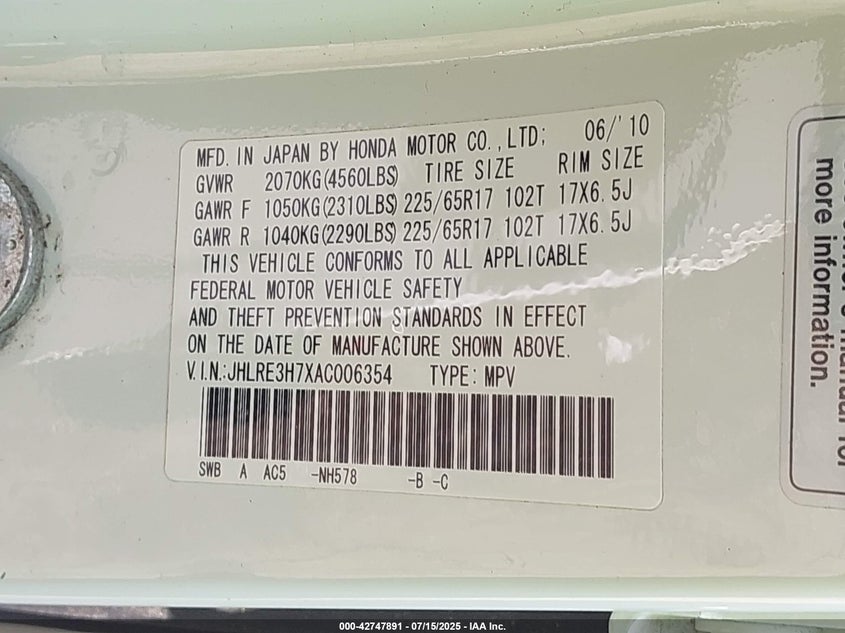 MFD. IN JAPAN BY HONDA MOTOR CO.,LTD; 06/'10
GVWR 2070KG(4560LBS) TIRE SIZE RIM SIZE
GAWR F 1050KG(2310LBS) 225/65R17 102T 17X6.5J
GAWR R 1040KG(2290LBS) 225/65R17 102T 17X6.5J
THIS VEHICLE CONFORMS TO ALL APPLICABLE
FEDERAL MOTOR VEHICLE SAFETY
AND THEFT PREVENTION STANDARDS IN EFFECT
ON THE DATE OF MANUFACTURE SHOWN ABOVE.
V.I.N.:JHLRE3H7XAC006354 TYPE: MPV
SWB A AC5 -NH578 -B -C
more information.
manual for
000-42747891 - 07/15/2025 - IAA Inc.